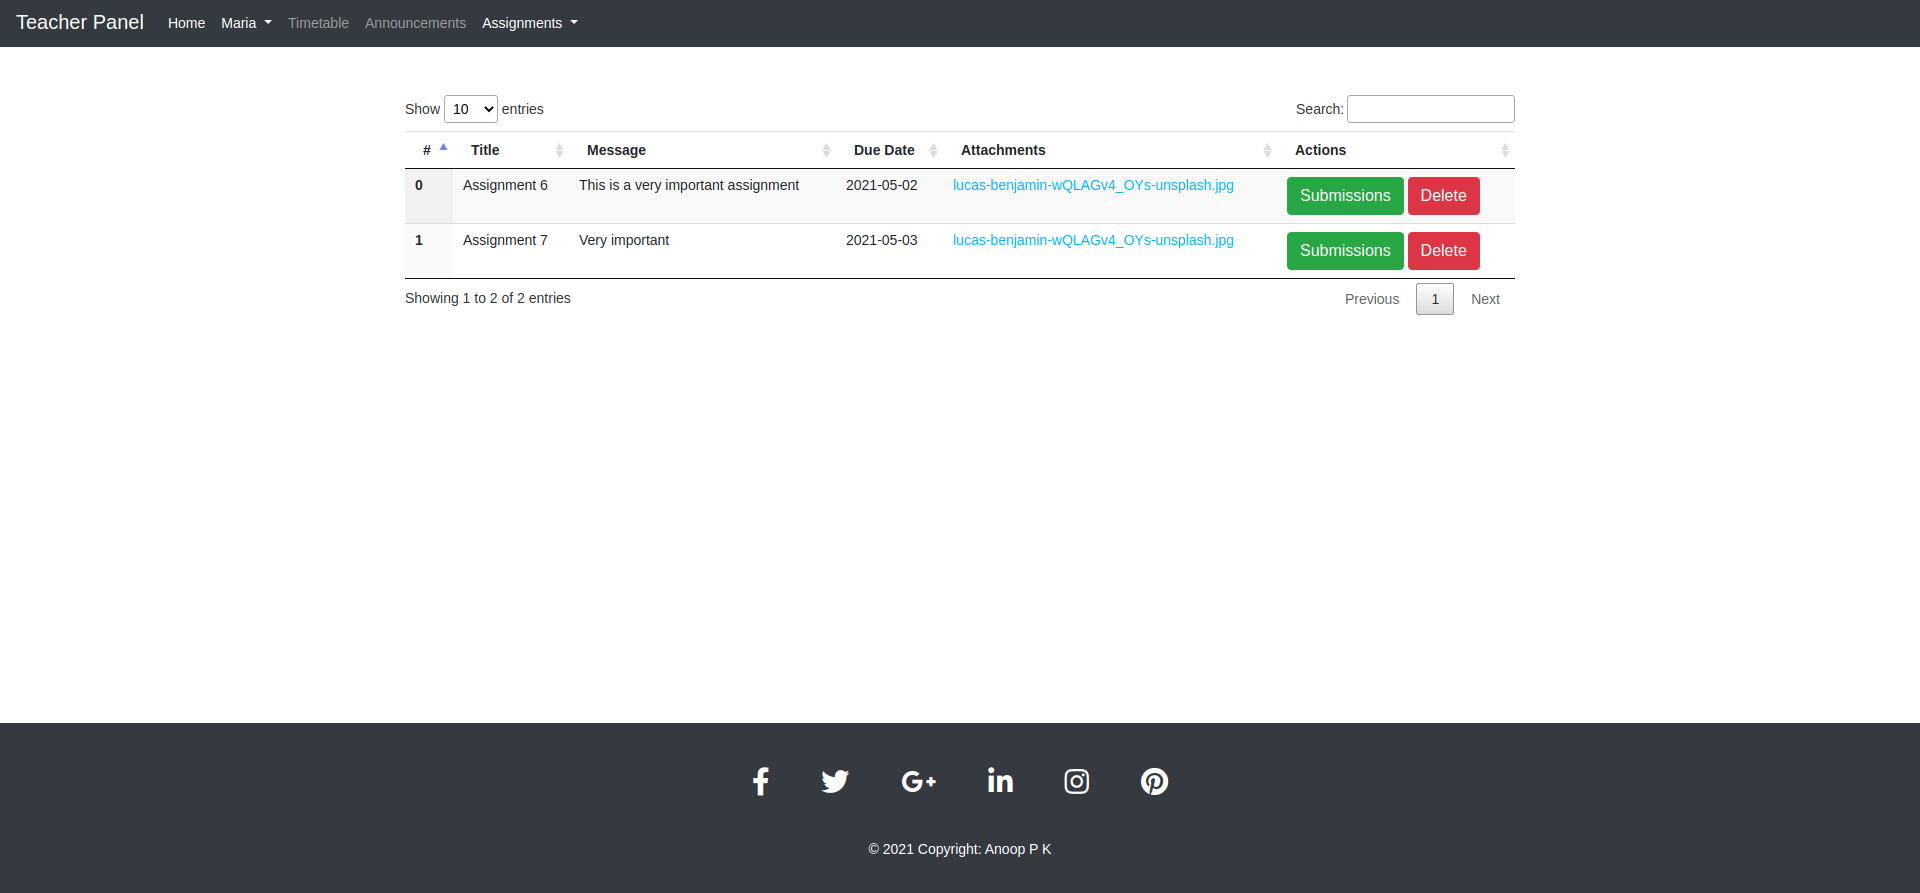 Teacher Panel Home Maria Timetable Announcements Assignments
Show 10 entries Search:
# Title Message Due Date Attachments Actions
0 Assignment 6 This is a very important assignment 2021-05-02 lucas-benjamin-wQLAGv4_OYs-unsplash.jpg Submissions Delete
1 Assignment 7 Very important 2021-05-03 lucas-benjamin-wQLAGv4_OYs-unsplash.jpg Submissions Delete
Showing 1 to 2 of 2 entries Previous 1 Next
© 2021 Copyright: Anoop P K